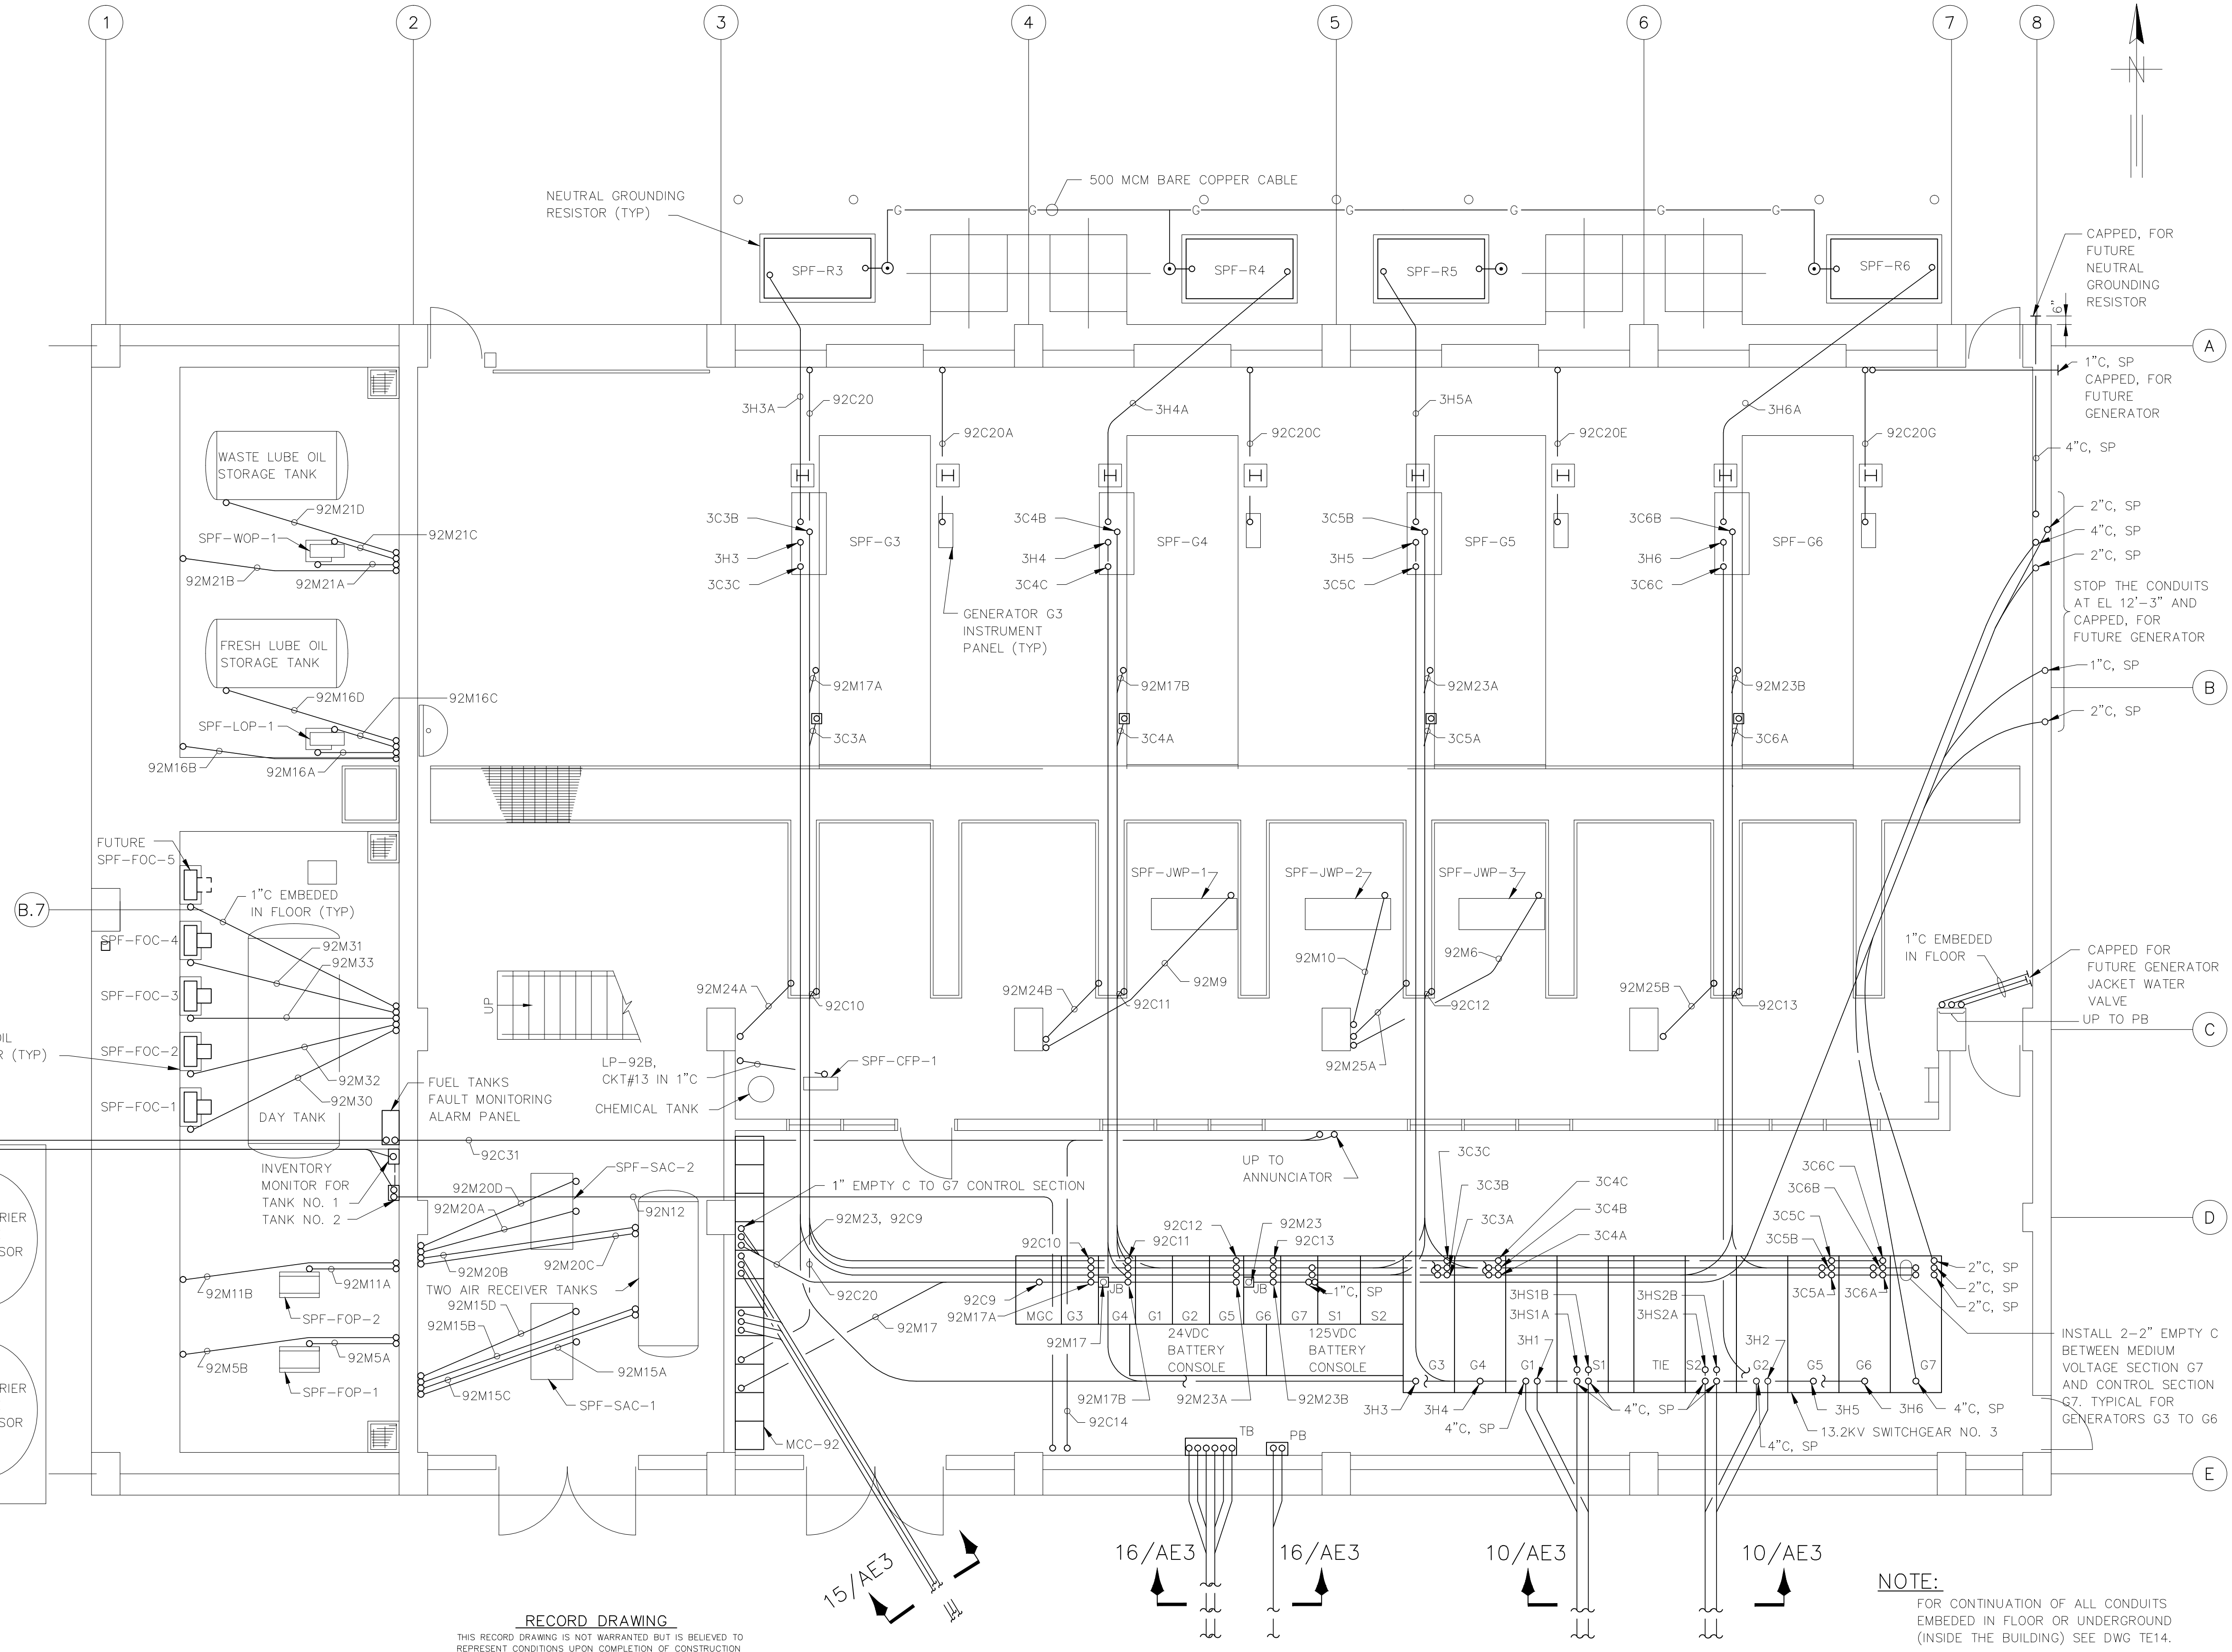 1
2
3
4
5
6
7
8
N
NEUTRAL GROUNDING
RESISTOR (TYP)
500 MCM BARE COPPER CABLE
G
G
G
G
G
G
G
SPF-R3
SPF-R4
SPF-R5
SPF-R6
CAPPED, FOR
FUTURE
NEUTRAL
GROUNDING
RESISTOR
6"
A
1"C, SP
CAPPED, FOR
FUTURE
GENERATOR
3H3A
92C20
3H4A
3H5A
3H6A
92C20A
92C20C
92C20E
92C20G
4"C, SP
WASTE LUBE OIL
STORAGE TANK
H
H
H
H
H
H
H
H
92M21D
SPF-WOP-1
92M21C
92M21B
92M21A
3C3B
3H3
3C3C
SPF-G3
3C4B
3H4
3C4C
SPF-G4
3C5B
3H5
3C5C
SPF-G5
3C6B
3H6
3C6C
SPF-G6
2"C, SP
4"C, SP
2"C, SP
STOP THE CONDUITS
AT EL 12'-3" AND
CAPPED, FOR
FUTURE GENERATOR
GENERATOR G3
INSTRUMENT
PANEL (TYP)
FRESH LUBE OIL
STORAGE TANK
92M16D
92M16C
SPF-LOP-1
92M16B
92M16A
92M17A
92M17B
92M23A
92M23B
1"C, SP
B
2"C, SP
3C3A
3C4A
3C5A
3C6A
FUTURE
SPF-FOC-5
B.7
1"C EMBEDED
IN FLOOR (TYP)
SPF-FOC-4
92M31
92M33
SPF-FOC-3
SPF-FOC-2
OIL
R (TYP)
92M32
92M30
SPF-FOC-1
DAY TANK
UP
SPF-JWP-1
SPF-JWP-2
SPF-JWP-3
92M24A
92C10
92M24B
92M9
92C11
92M10
92M6
92C12
92M25A
92M25B
92C13
1"C EMBEDED
IN FLOOR
CAPPED FOR
FUTURE GENERATOR
JACKET WATER
VALVE
UP TO PB
C
LP-92B,
CKT#13 IN 1"C
SPF-CFP-1
CHEMICAL TANK
FUEL TANKS
FAULT MONITORING
ALARM PANEL
92C31
INVENTORY
MONITOR FOR
TANK NO. 1
TANK NO. 2
92M20D
92M20A
SPF-SAC-2
92N12
1" EMPTY C TO G7 CONTROL SECTION
92M23, 92C9
UP TO
ANNUNCIATOR
3C3C
3C3B
3C3A
3C4C
3C4B
3C4A
3C6C
3C6B
3C5C
3C5B
D
RIER
SOR
92M20B
92M20C
TWO AIR RECEIVER TANKS
92C10
92C11
92C12
92M23
92C13
92C20
92C9
92M17A
92M17
92M17
JB
JB
1"C, SP
MGC
G3
G4
G1
G2
G5
G6
G7
S1
S2
24VDC
BATTERY
CONSOLE
125VDC
BATTERY
CONSOLE
3HS1B
3HS1A
3H1
3HS2B
3HS2A
3H2
3C5A
3C6A
2"C, SP
2"C, SP
2"C, SP
G3
G4
G1
S1
TIE
S2
G2
G5
G6
G7
INSTALL 2-2" EMPTY C
BETWEEN MEDIUM
VOLTAGE SECTION G7
AND CONTROL SECTION
G7. TYPICAL FOR
GENERATORS G3 TO G6
92M11B
92M11A
SPF-FOP-2
92M5B
92M5A
SPF-FOP-1
RIER
SOR
92M15D
92M15B
92M15A
92M15C
SPF-SAC-1
MCC-92
92C14
92M17B
92M23A
92M23B
TB
PB
3H3
3H4
4"C, SP
4"C, SP
4"C, SP
3H5
3H6
4"C, SP
13.2KV SWITCHGEAR NO. 3
E
15/AE3
16/AE3
16/AE3
10/AE3
10/AE3
NOTE:
FOR CONTINUATION OF ALL CONDUITS
EMBEDED IN FLOOR OR UNDERGROUND
(INSIDE THE BUILDING) SEE DWG TE14.
RECORD DRAWING
THIS RECORD DRAWING IS NOT WARRANTED BUT IS BELIEVED TO
REPRESENT CONDITIONS UPON COMPLETION OF CONSTRUCTION